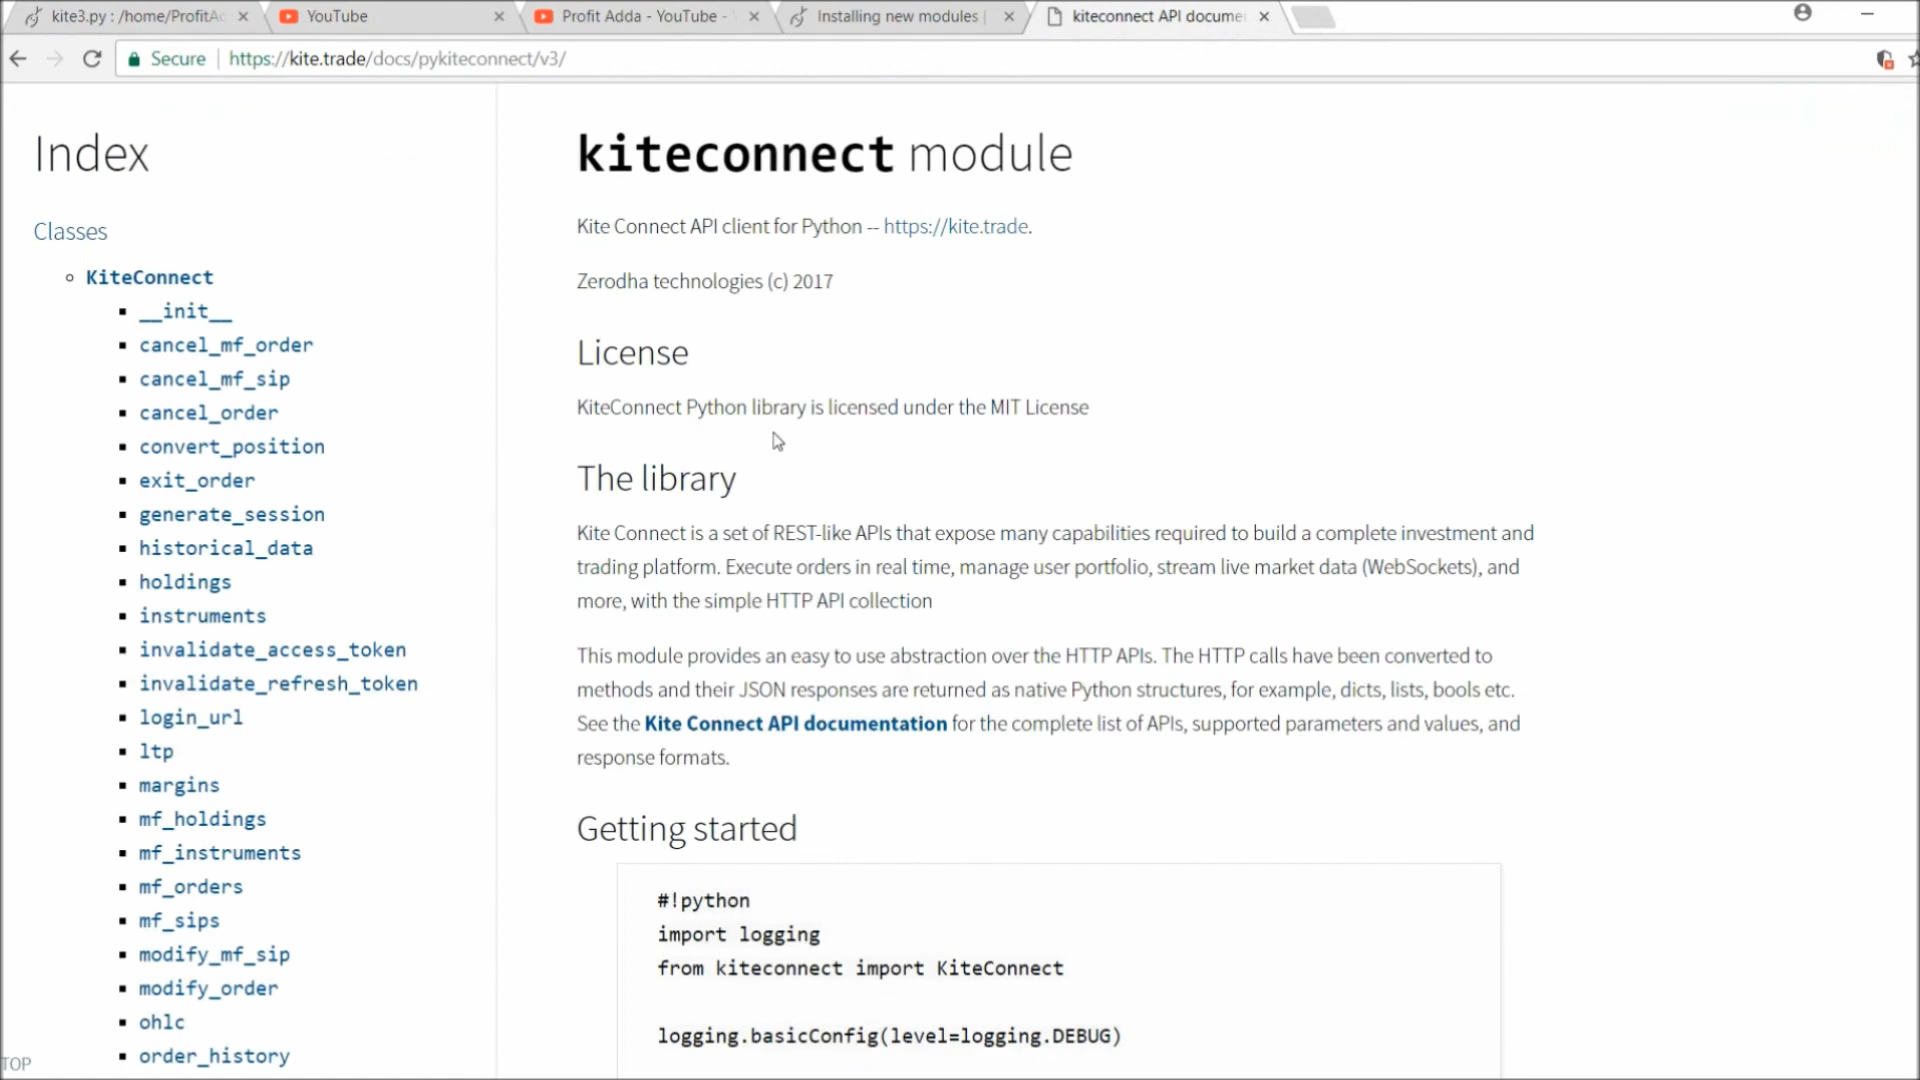 kite3.py : /home/ProfitA
YouTube
Profit Adda - YouTube -
Installing new modules |
kiteconnect API docume
Secure
https://kite.trade/docs/pykiteconnect/v3/
Index
Classes
KiteConnect
__init__
cancel_mf_order
cancel_mf_sip
cancel_order
convert_position
exit_order
generate_session
historical_data
holdings
instruments
invalidate_access_token
invalidate_refresh_token
login_url
ltp
margins
mf_holdings
mf_instruments
mf_orders
mf_sips
modify_mf_sip
modify_order
ohlc
order_history
TOP
kiteconnect module
Kite Connect API client for Python -- https://kite.trade.
Zerodha technologies (c) 2017
License
KiteConnect Python library is licensed under the MIT License
The library
Kite Connect is a set of REST-like APIs that expose many capabilities required to build a complete investment and
trading platform. Execute orders in real time, manage user portfolio, stream live market data (WebSockets), and
more, with the simple HTTP API collection
This module provides an easy to use abstraction over the HTTP APIs. The HTTP calls have been converted to
methods and their JSON responses are returned as native Python structures, for example, dicts, lists, bools etc.
See the Kite Connect API documentation for the complete list of APIs, supported parameters and values, and
response formats.
Getting started
#!python
import logging
from kiteconnect import KiteConnect
logging.basicConfig(level=logging.DEBUG)